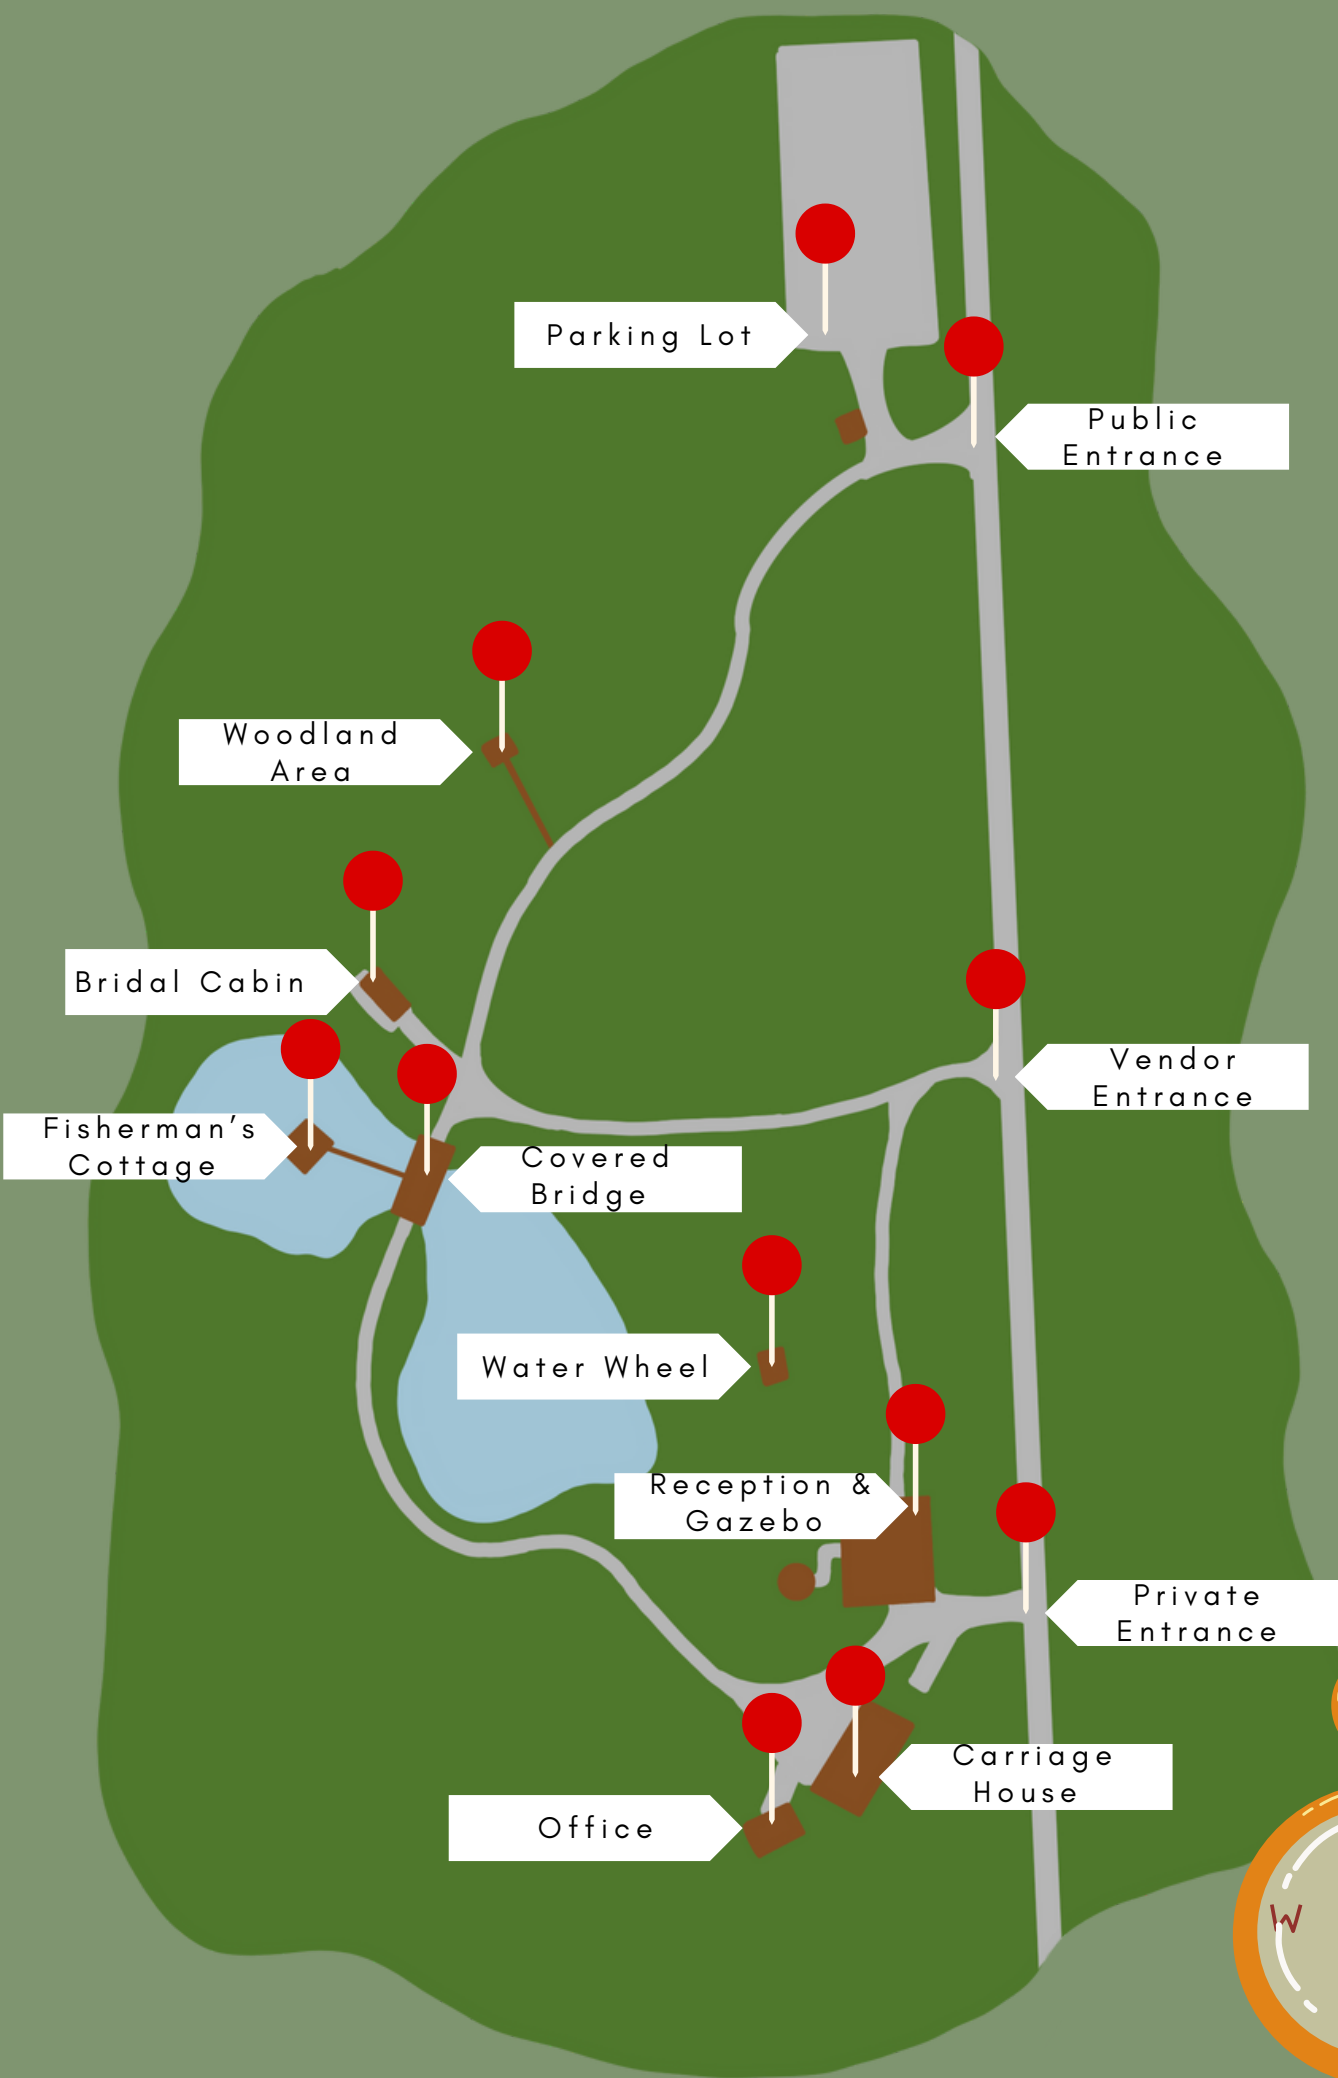 Parking Lot
Public
Entrance
Woodland
Area
Bridal Cabin
Vendor
Entrance
Fisherman's
Cottage
Covered
Bridge
Water Wheel
Reception &
Gazebo
Private
Entrance
Carriage
House
Office
W